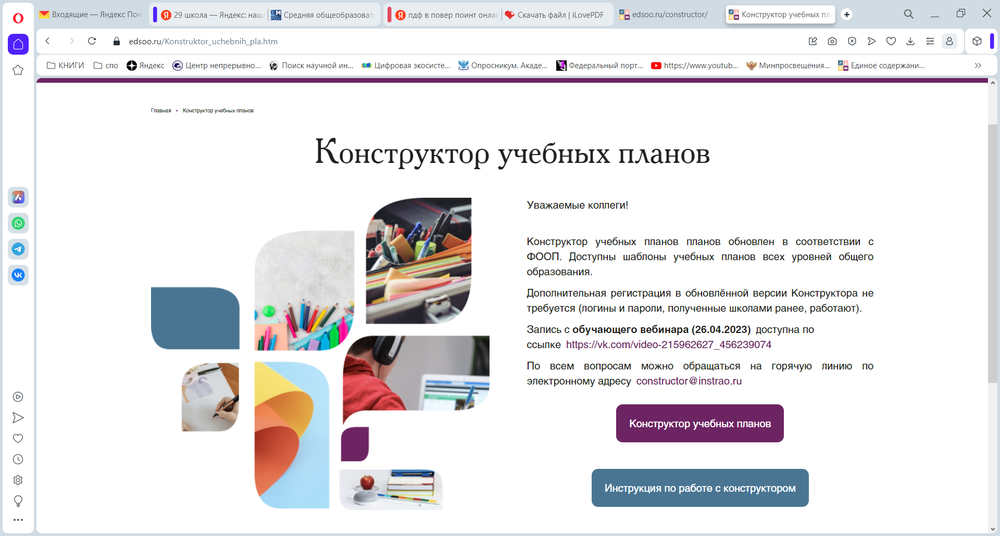 Входящие — Яндекс Поч
29 школа — Яндекс: наш
Средняя общеобразовате
пдф в повер поинт онлай
Скачать файл | iLovePDF
edsoo.ru/constructor/
Конструктор учебных пл
edsoo.ru/Konstruktor_uchebnih_pla.htm
КНИГИ
спо
Яндекс
Центр непрерывно...
Поиск научной ин...
Цифровая экосисте...
Опросникум. Акаде...
Федеральный порт...
https://www.youtub...
Минпросвещения...
Единое содержани...
Главная • Конструктор учебных планов
Конструктор учебных планов
Уважаемые коллеги!
Конструктор учебных планов планов обновлен в соответствии с
ФООП. Доступны шаблоны учебных планов всех уровней общего
образования.
Дополнительная регистрация в обновлённой версии Конструктора не
требуется (логины и пароли, полученные школами ранее, работают).
Запись с обучающего вебинара (26.04.2023) доступна по
ссылке https://vk.com/video-215962627_456239074
По всем вопросам можно обращаться на горячую линию по
электронному адресу constructor@instrao.ru
Конструктор учебных планов
Инструкция по работе с конструктором